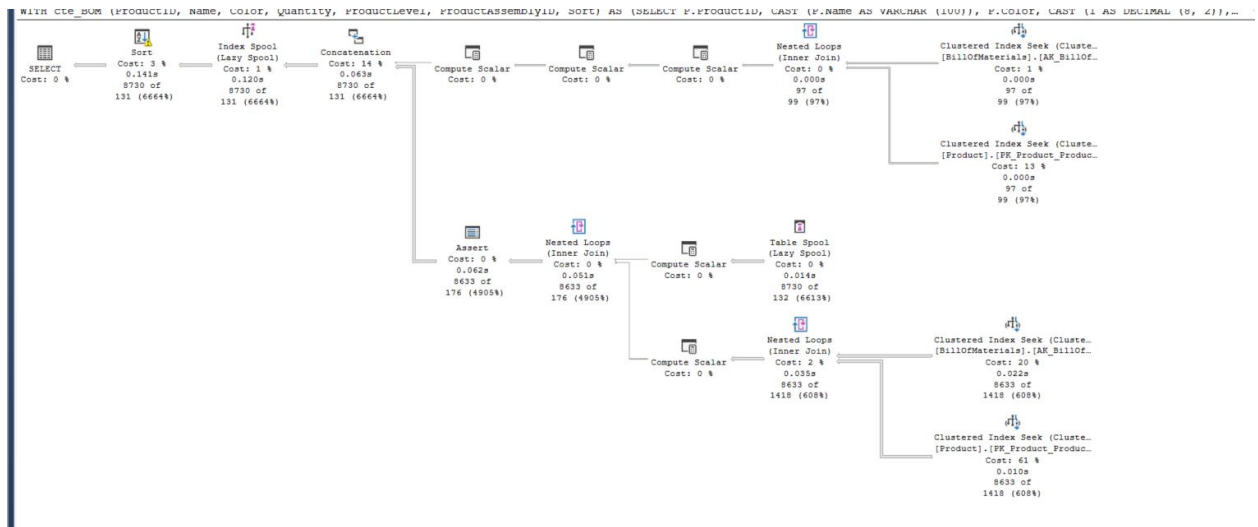 WITH cte_BOM (ProductID, Name, Color, Quantity, ProductLevel, ProductAssemblyID, Sort) AS (SELECT P.ProductID, CAST (P.Name AS VARCHAR (100)), P.Color, CAST (1 AS DECIMAL (8, 2)),…
SELECT
Cost: 0 %
Sort
Cost: 3 %
0.141s
8730 of
131 (6664%)
Index Spool
(Lazy Spool)
Cost: 1 %
0.120s
8730 of
131 (6664%)
Concatenation
Cost: 14 %
0.063s
8730 of
131 (6664%)
Compute Scalar
Cost: 0 %
Compute Scalar
Cost: 0 %
Compute Scalar
Cost: 0 %
Nested Loops
(Inner Join)
Cost: 0 %
0.000s
97 of
99 (97%)
Clustered Index Seek (Cluste…
[BillOfMaterials].[AK_BillOf…
Cost: 1 %
0.000s
97 of
99 (97%)
Clustered Index Seek (Cluste…
[Product].[PK_Product_Produc…
Cost: 13 %
0.000s
97 of
99 (97%)
Assert
Cost: 0 %
0.062s
8633 of
176 (4905%)
Nested Loops
(Inner Join)
Cost: 0 %
0.051s
8633 of
176 (4905%)
Compute Scalar
Cost: 0 %
Table Spool
(Lazy Spool)
Cost: 0 %
0.014s
8730 of
132 (6613%)
Compute Scalar
Cost: 0 %
Nested Loops
(Inner Join)
Cost: 2 %
0.035s
8633 of
1418 (608%)
Clustered Index Seek (Cluste…
[BillOfMaterials].[AK_BillOf…
Cost: 20 %
0.022s
8633 of
1418 (608%)
Clustered Index Seek (Cluste…
[Product].[PK_Product_Produc…
Cost: 61 %
0.010s
8633 of
1418 (608%)